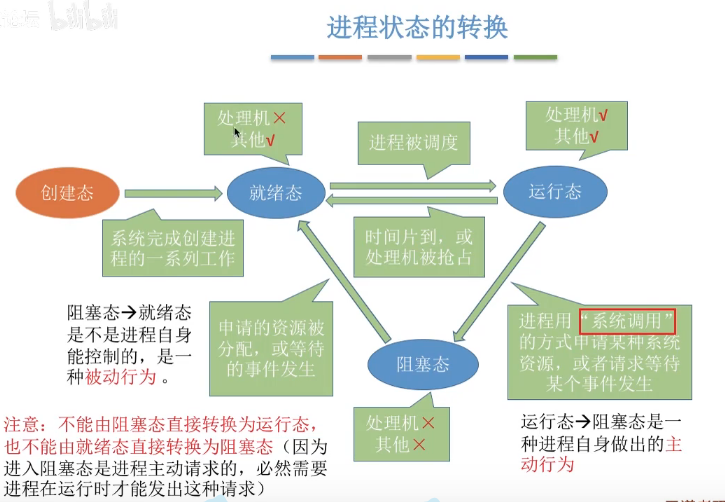 bilibili
进程状态的转换
处理机×
其他√
进程被调度
处理机√
其他√
创建态
就绪态
运行态
系统完成创建进
程的一系列工作
时间片到，或
处理机被抢占
阻塞态→就绪态
是不是进程自身
能控制的，是一
种被动行为 。
申请的资源被
分配，或等待
的事件发生
进程用“系统调用”
的方式申请某种系统
资源，或者请求等待
某个事件发生
阻塞态
处理机×
其他×
运行态→阻塞态是一
种进程自身做出的主
动行为
注意：不能由阻塞态直接转换为运行态，
也不能由就绪态直接转换为阻塞态（因为
进入阻塞态是进程主动请求的，必然需要
进程在运行时才能发出这种请求）